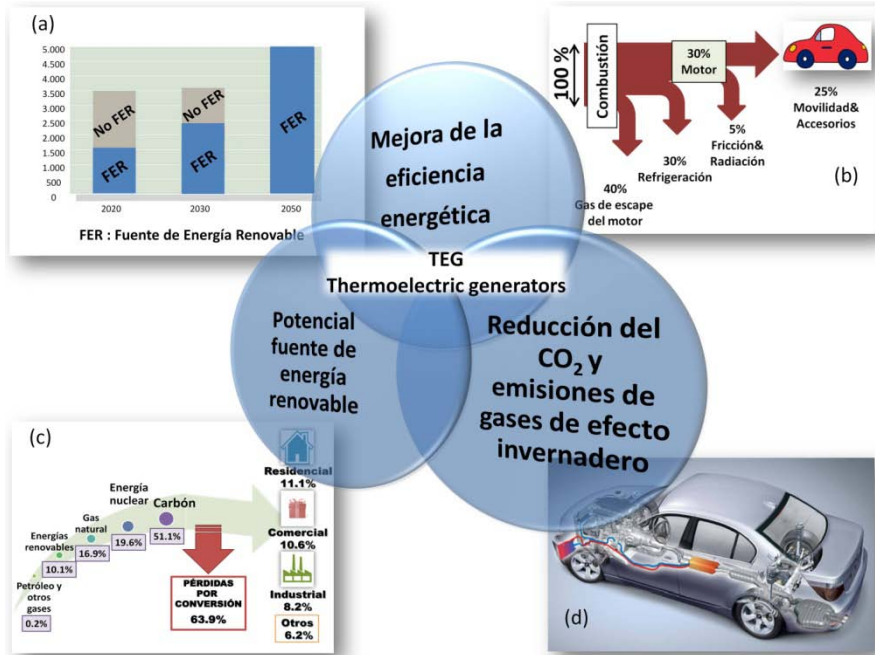 (a)
5.000
4.500
4.000
3.500
3.000
2.500
2.000
1.500
1.000
500
0
No FER
FER
No FER
FER
FER
2020
2030
2050
FER : Fuente de Energía Renovable
100 %
Combustión
30%
Motor
25%
Movilidad&
Accesorios
5%
Fricción&
Radiación
30%
Refrigeración
40%
Gas de escape
del motor
(b)
Mejora de la
eficiencia
energética
TEG
Thermoelectric generators
Potencial
fuente de
energía
renovable
Reducción del
CO₂ y
emisiones de
gases de efecto
invernadero
(c)
Petróleo y
otros
gases
0.2%
Energías
renovables
10.1%
Gas
natural
16.9%
Energía
nuclear
19.6%
Carbón
51.1%
PÉRDIDAS
POR
CONVERSIÓN
63.9%
Residencial
11.1%
Comercial
10.6%
Industrial
8.2%
Otros
6.2%
(d)